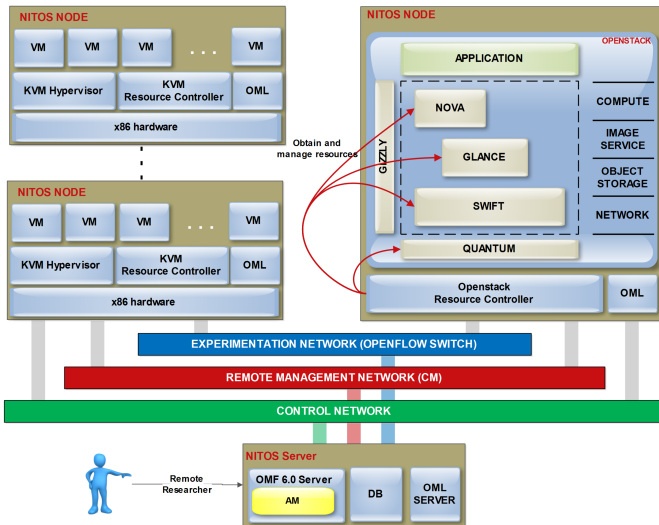 NITOS NODE
VM VM VM . . . VM
KVM Hypervisor
KVM
Resource Controller
OML
x86 hardware
NITOS NODE
VM VM VM . . . VM
KVM Hypervisor
KVM
Resource Controller
OML
x86 hardware
Obtain and
manage resources
NITOS NODE
OPENSTACK
APPLICATION
GIZZLY
NOVA
GLANCE
SWIFT
QUANTUM
COMPUTE
IMAGE
SERVICE
OBJECT
STORAGE
NETWORK
Openstack
Resource Controller
OML
EXPERIMENTATION NETWORK (OPENFLOW SWITCH)
REMOTE MANAGEMENT NETWORK (CM)
CONTROL NETWORK
Remote
Researcher
NITOS Server
OMF 6.0 Server
AM
DB
OML
SERVER